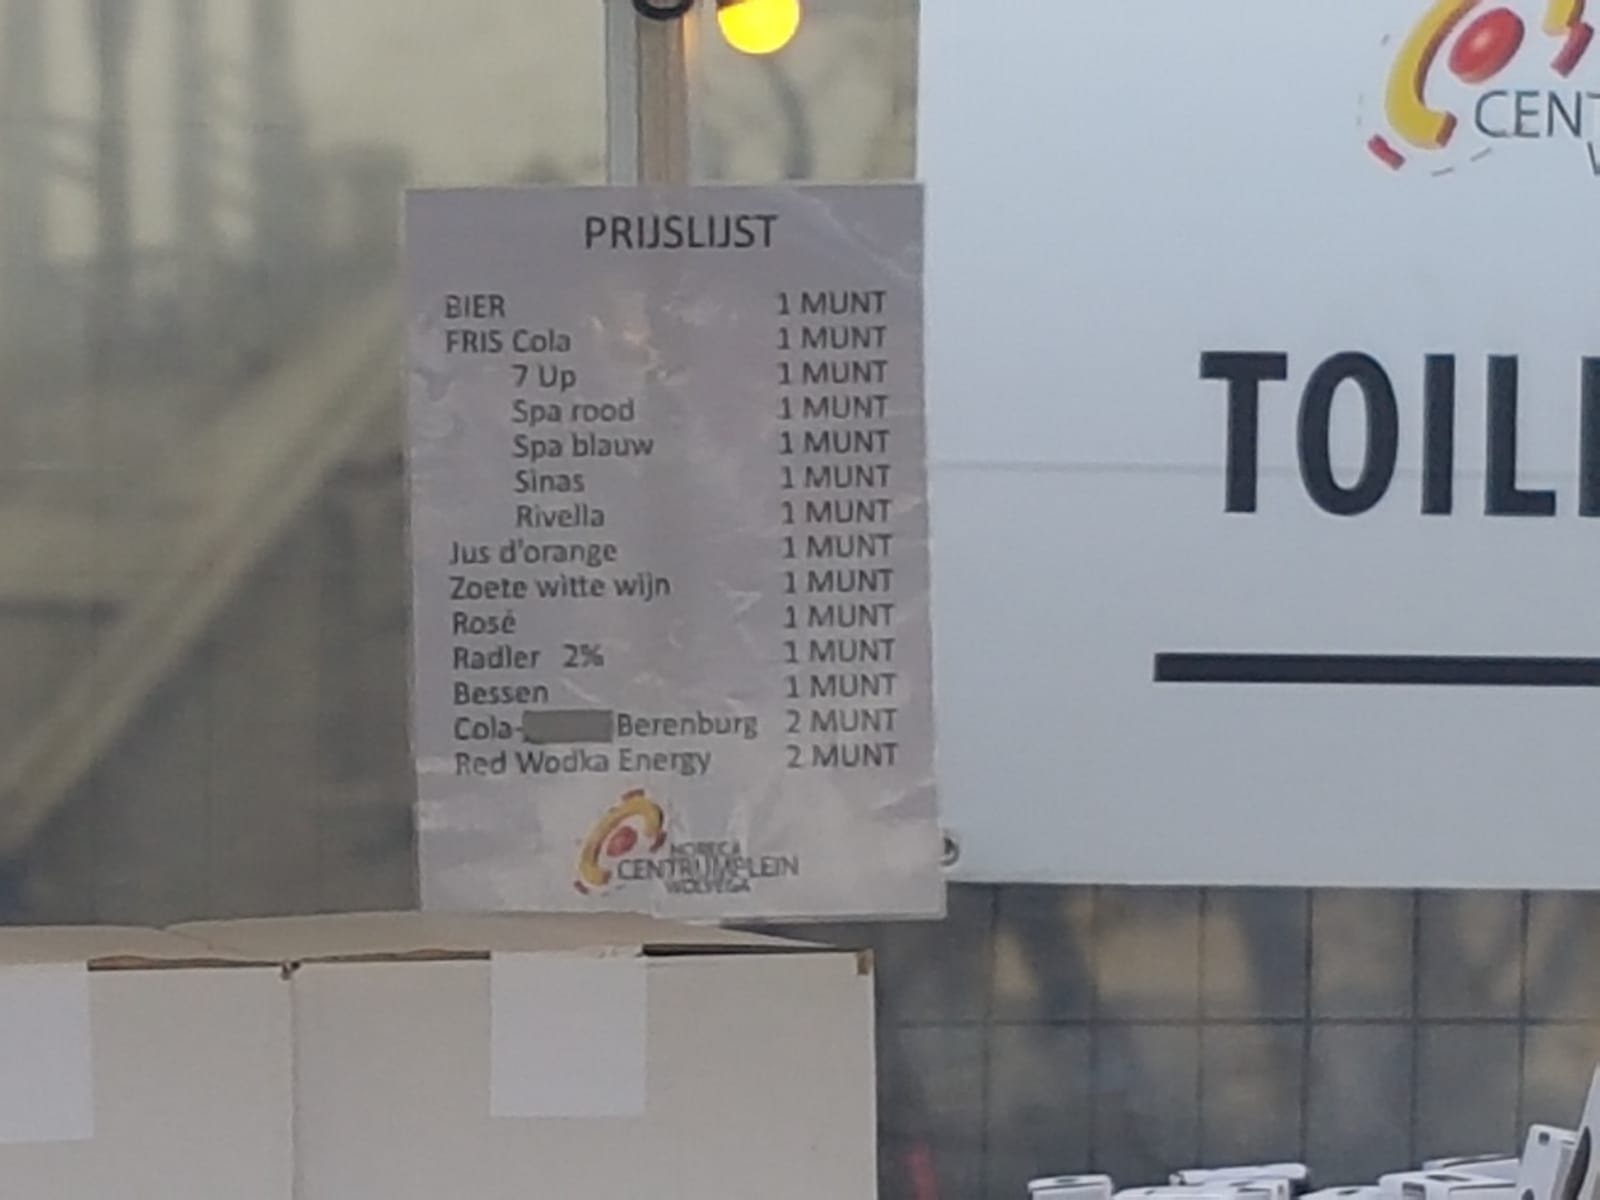 PRIJSLIJST
BIER 1 MUNT
FRIS Cola 1 MUNT
7 Up 1 MUNT
Spa rood 1 MUNT
Spa blauw 1 MUNT
Sinas 1 MUNT
Rivella 1 MUNT
Jus d'orange 1 MUNT
Zoete witte wijn 1 MUNT
Rosé 1 MUNT
Radler 2% 1 MUNT
Bessen 1 MUNT
Cola- Berenburg 2 MUNT
Red Wodka Energy 2 MUNT
HORECA
CENTRUMPLEIN
WOLVEGA
CENT
TOIL